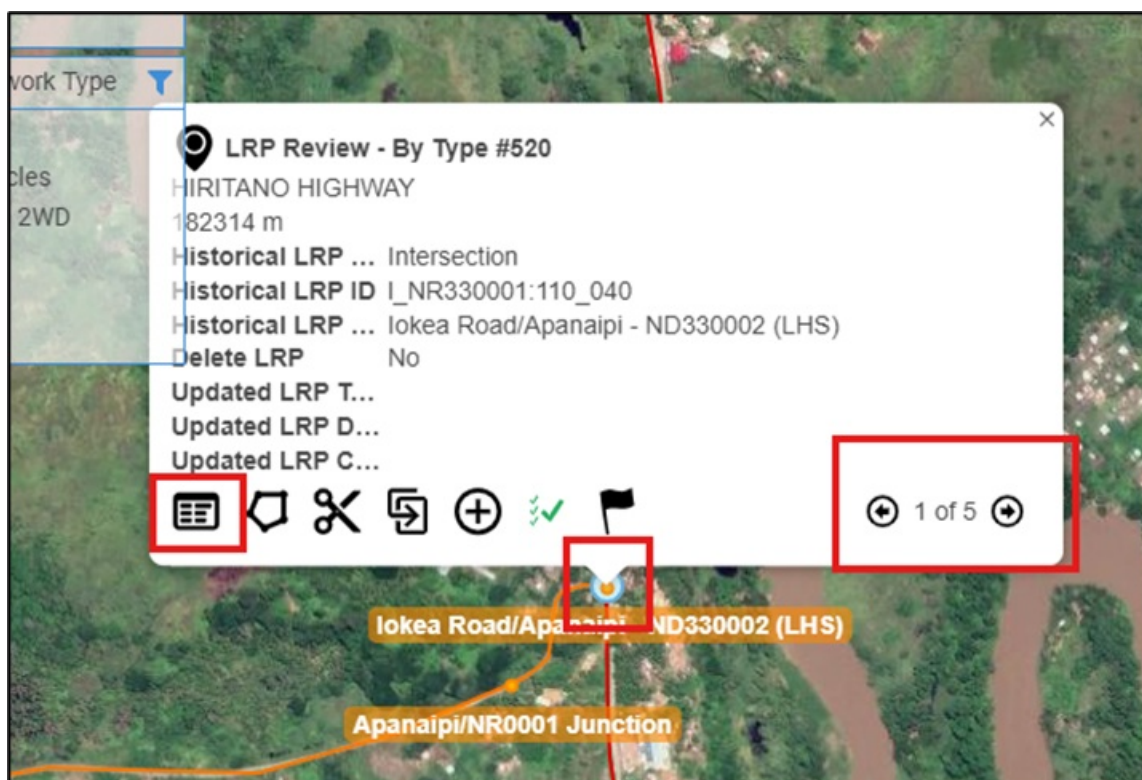 work Type
cles
2WD
LRP Review - By Type #520
HIRITANO HIGHWAY
182314 m
Historical LRP ... Intersection
Historical LRP ID I_NR330001:110_040
Historical LRP ... Iokea Road/Apanaipi - ND330002 (LHS)
Delete LRP No
Updated LRP T...
Updated LRP D...
Updated LRP C...
1 of 5
Iokea Road/Apanaipi - ND330002 (LHS)
Apanaipi/NR0001 Junction